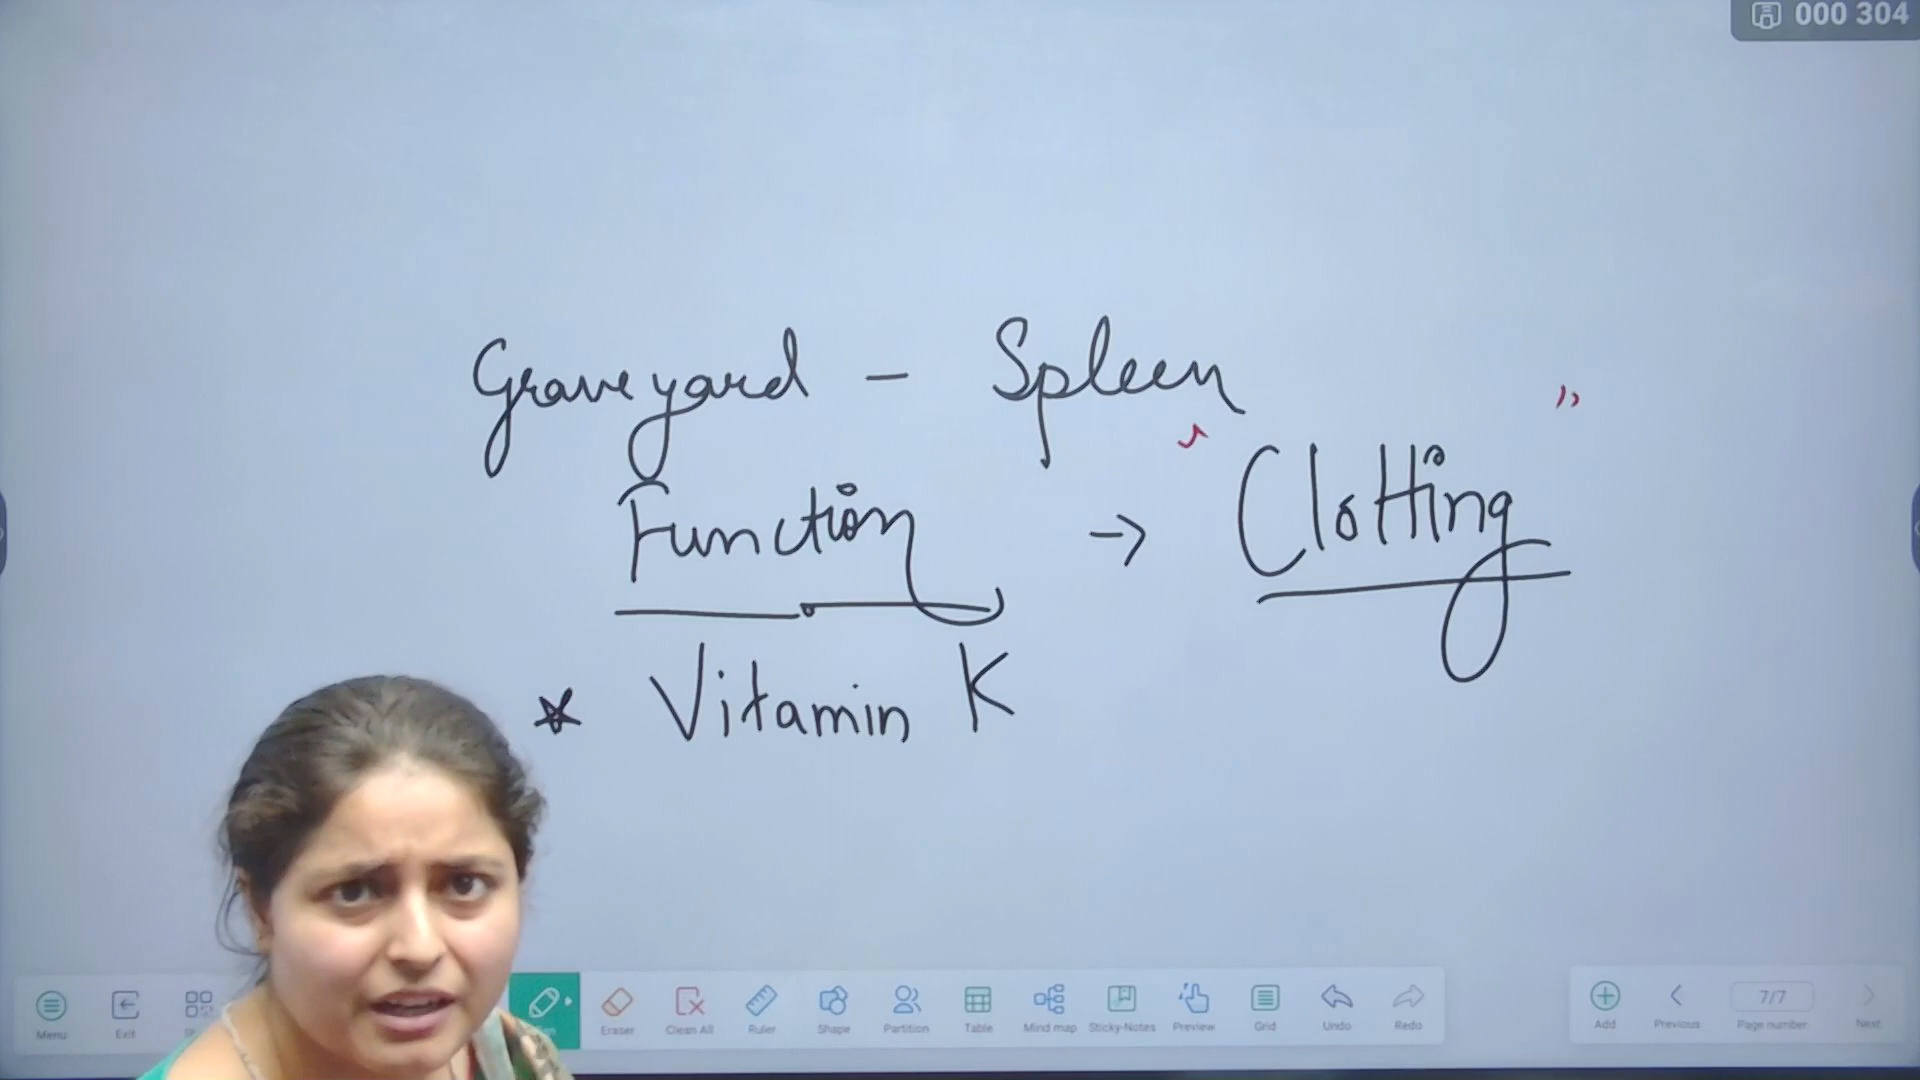 000 304
Graveyard - Spleen
Function → Clotting
* Vitamin K
Menu Exit Eraser Clean All Ruler Shape Partition Table Mind map Sticky-Notes Preview Grid Undo Redo Add Previous 7/7 Page number Next